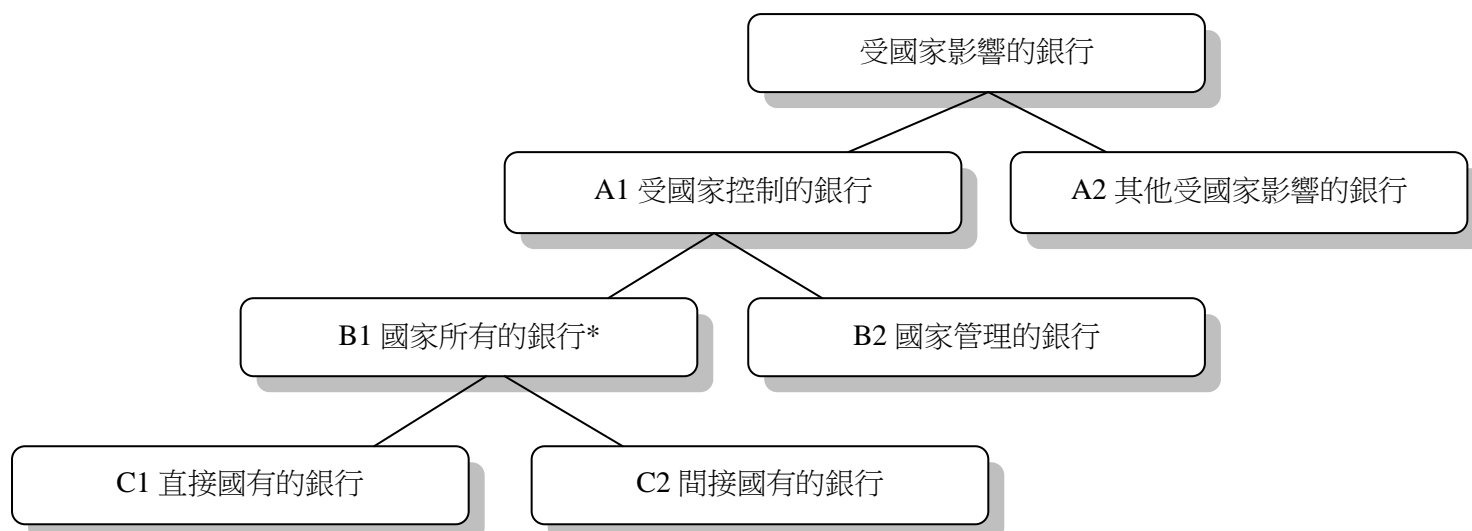 受國家影響的銀行
A1 受國家控制的銀行
A2 其他受國家影響的銀行
B1 國家所有的銀行*
B2 國家管理的銀行
C1 直接國有的銀行
C2 間接國有的銀行